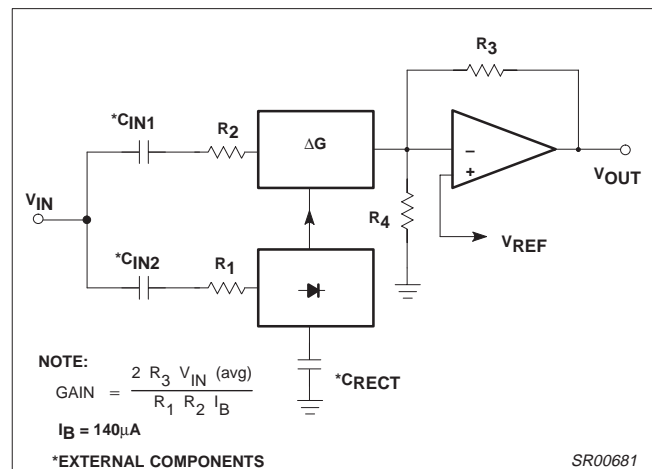 R3
*CIN1
R2
ΔG
−
+
VOUT
VIN
R4
VREF
*CIN2
R1
*CRECT
NOTE:
GAIN = 2 R3 VIN (avg)
R1 R2 IB
IB = 140µA
*EXTERNAL COMPONENTS
SR00681